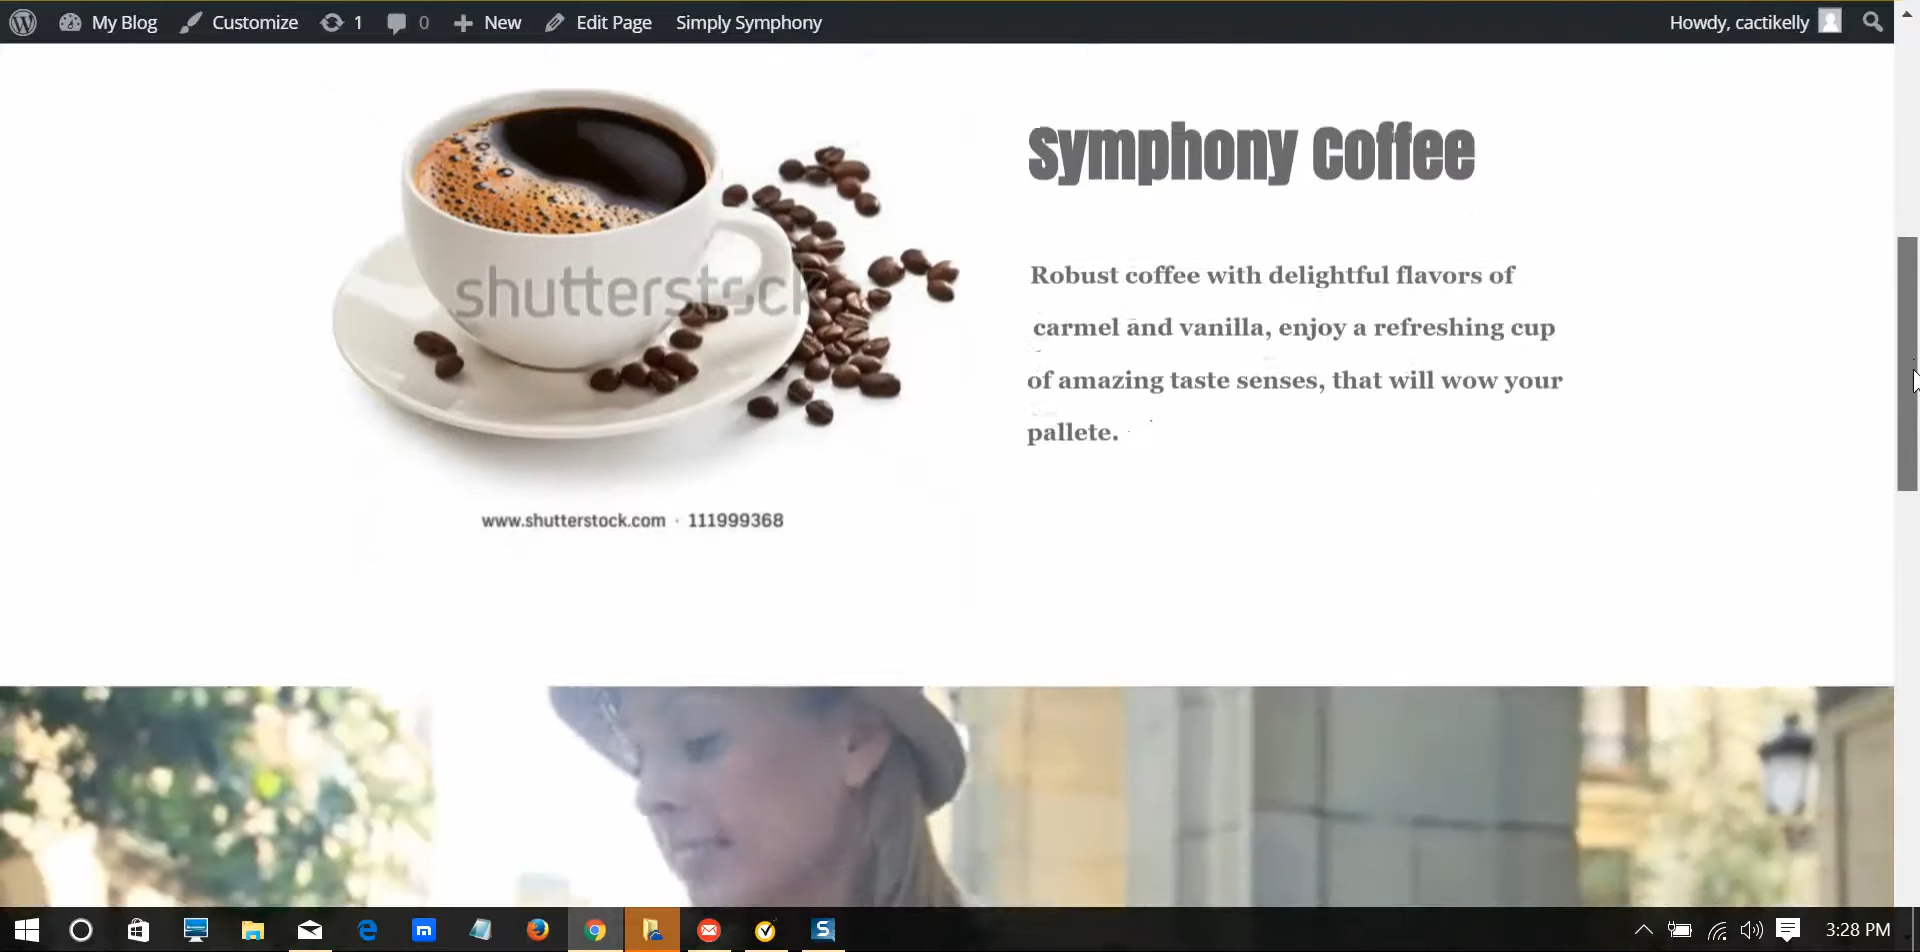 My Blog Customize 1 0 New Edit Page Simply Symphony Howdy, cactikelly
Symphony Coffee
shutterstock
Robust coffee with delightful flavors of
carmel and vanilla, enjoy a refreshing cup
of amazing taste senses, that will wow your
pallete.
www.shutterstock.com · 111999368
3:28 PM